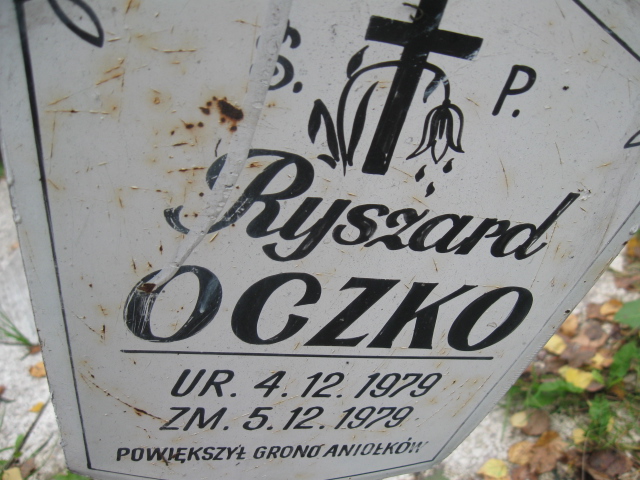 Ś. P.
Ryszard
OCZKO
UR. 4.12.1979
ZM. 5.12.1979
POWIĘKSZYŁ GRONO ANIOŁKÓW